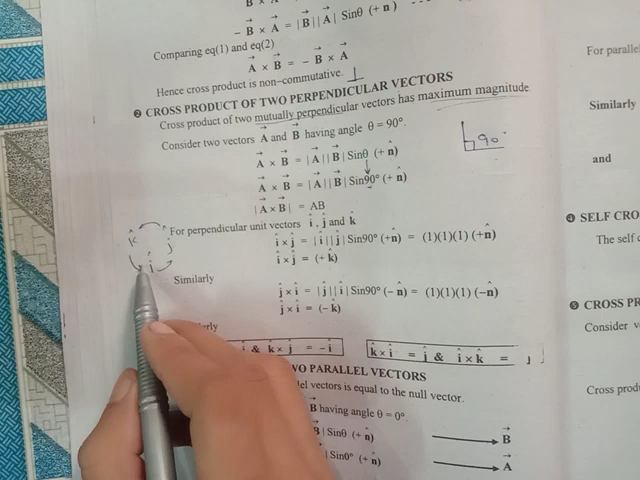 − B × A = |B||A| Sinθ (+ n)
Comparing eq(1) and eq(2)
A × B = − B × A
Hence cross product is non-commutative.
❷ CROSS PRODUCT OF TWO PERPENDICULAR VECTORS
Cross product of two mutually perpendicular vectors has maximum magnitude
Consider two vectors A and B having angle θ = 90°.
90°
A × B = |A||B| Sinθ (+ n̂)
A × B = |A||B| Sin90° (+ n̂)
|A × B| = AB
For perpendicular unit vectors î , ĵ and k̂
k̂ ĵ î
î × ĵ = |î||ĵ| Sin90° (+n̂) = (1)(1)(1) (+n̂)
î × ĵ = (+ k̂)
Similarly
ĵ × î = |ĵ||î| Sin90° (− n̂) = (1)(1)(1) (−n̂)
ĵ × î = (− k̂)
& k̂ × ĵ = − î
k̂ × î = ĵ & î × k̂ =
PARALLEL VECTORS
vectors is equal to the null vector.
B having angle θ = 0°.
B| Sinθ (+ n̂)
B
| Sin0° (+ n̂)
A
For parallel
Similarly
and
❹ SELF CRO
The self c
❺ CROSS PR
Consider
Cross produ